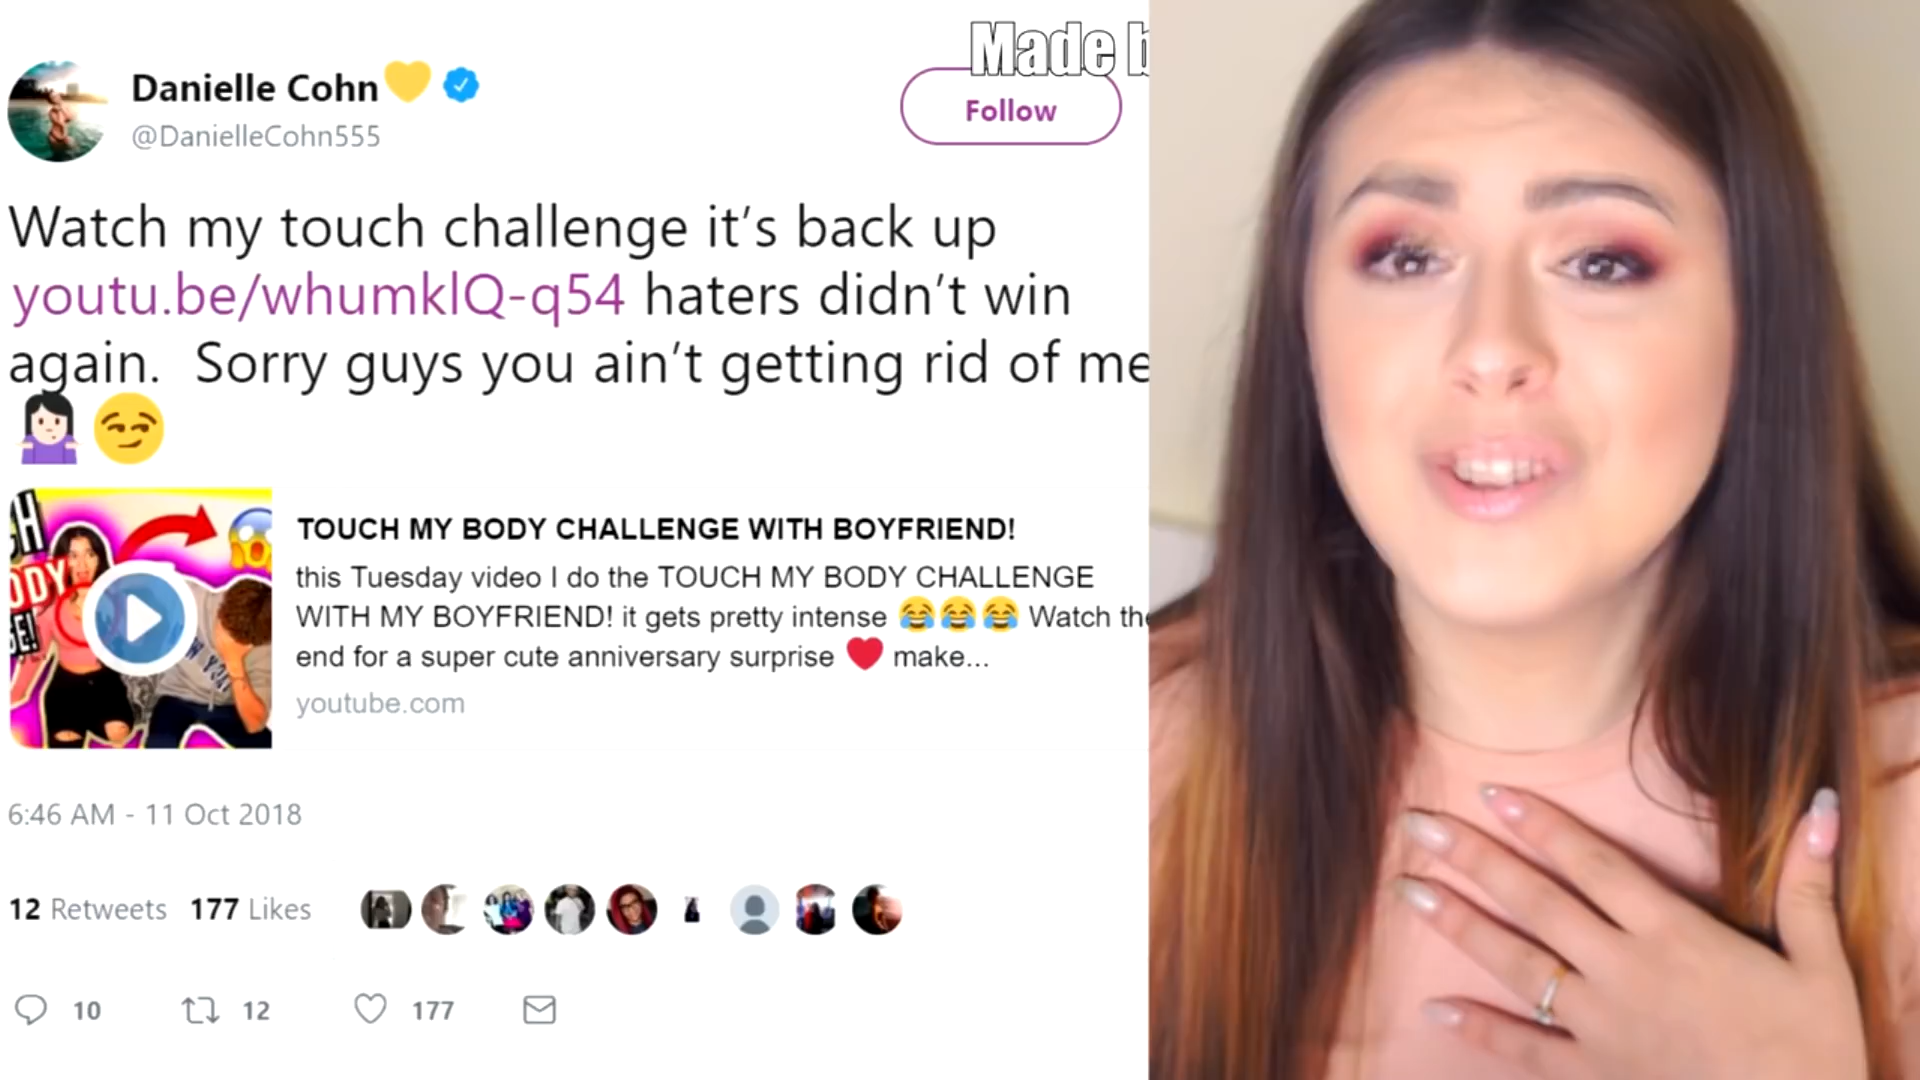 Made b
Danielle Cohn💛
@DanielleCohn555
Follow
Watch my touch challenge it's back up
youtu.be/whumklQ-q54 haters didn't win
again. Sorry guys you ain't getting rid of me
🤷🏻‍♀️😏
TOUCH MY BODY CHALLENGE WITH BOYFRIEND!
this Tuesday video I do the TOUCH MY BODY CHALLENGE
WITH MY BOYFRIEND! it gets pretty intense 😂😂😂 Watch the
end for a super cute anniversary surprise ❤️ make...
youtube.com
6:46 AM - 11 Oct 2018
12 Retweets 177 Likes
10 12 177